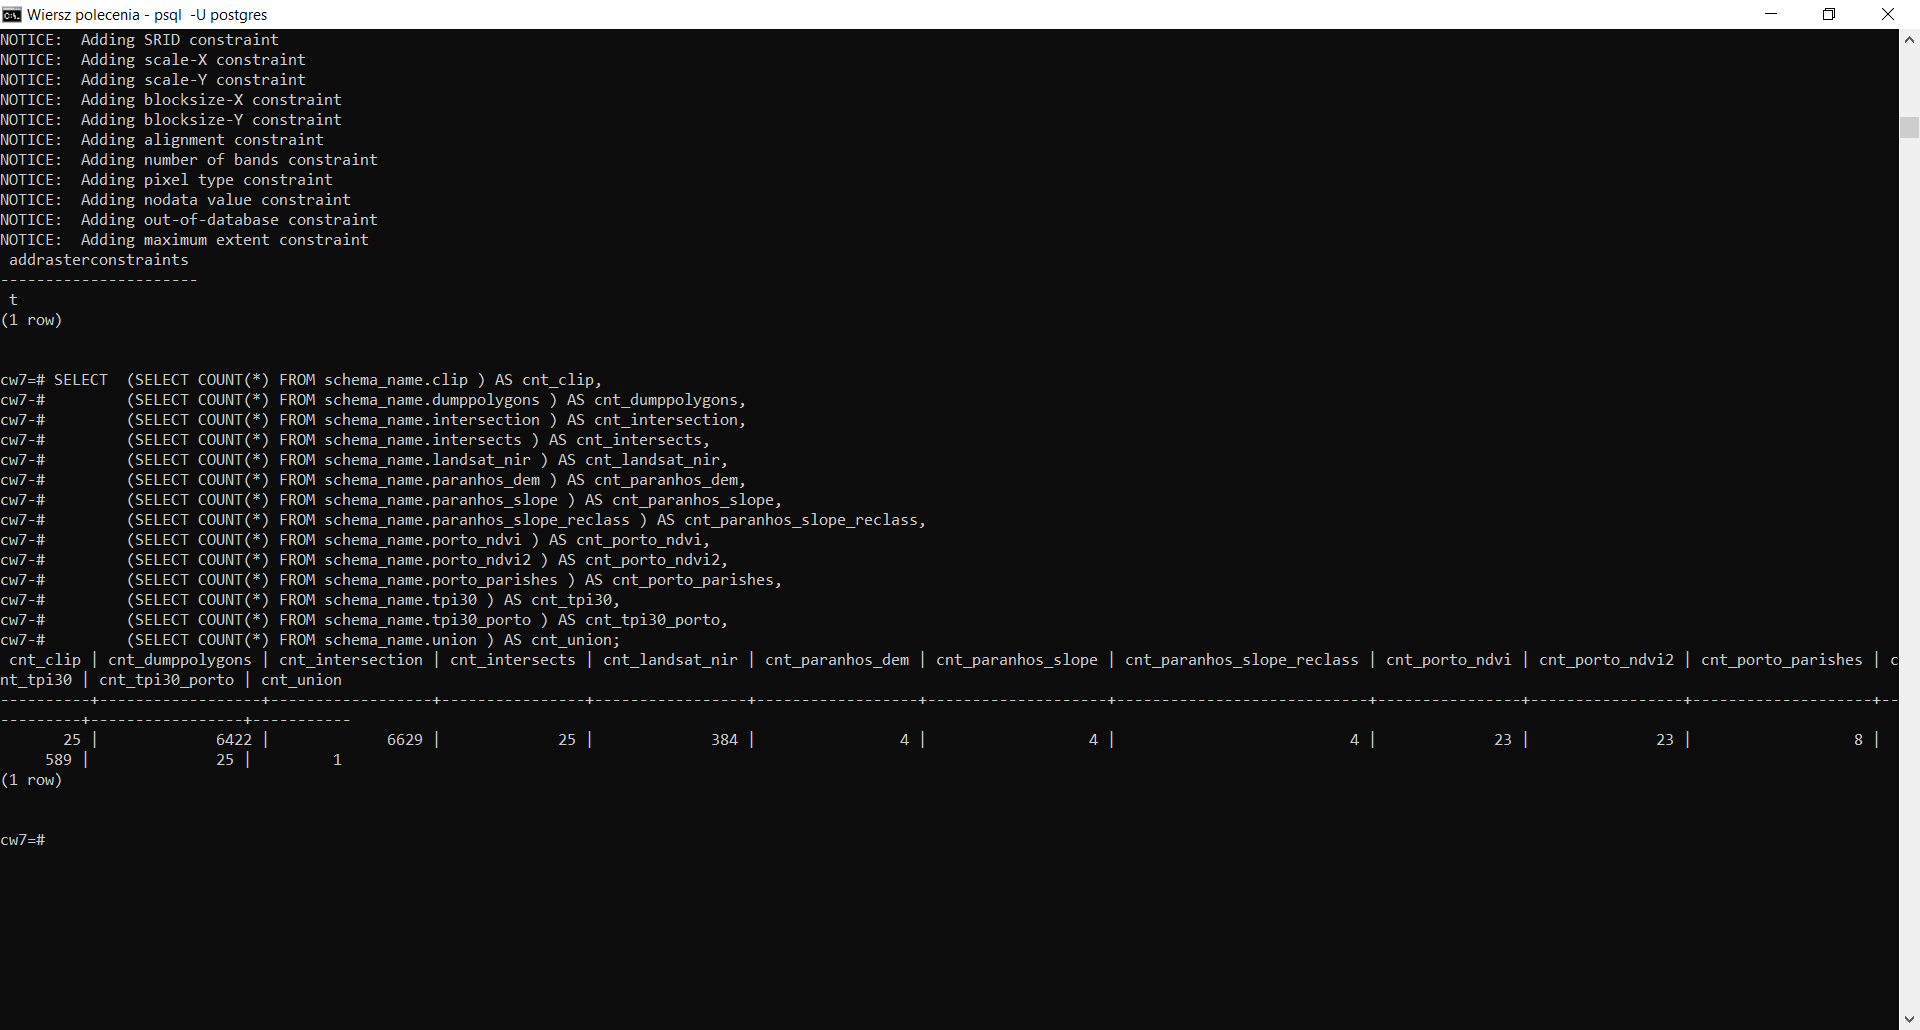 Wiersz polecenia - psql  -U postgres
NOTICE:  Adding SRID constraint
NOTICE:  Adding scale-X constraint
NOTICE:  Adding scale-Y constraint
NOTICE:  Adding blocksize-X constraint
NOTICE:  Adding blocksize-Y constraint
NOTICE:  Adding alignment constraint
NOTICE:  Adding number of bands constraint
NOTICE:  Adding pixel type constraint
NOTICE:  Adding nodata value constraint
NOTICE:  Adding out-of-database constraint
NOTICE:  Adding maximum extent constraint
 addrasterconstraints
----------------------
 t
(1 row)
cw7=# SELECT  (SELECT COUNT(*) FROM schema_name.clip ) AS cnt_clip,
cw7-#         (SELECT COUNT(*) FROM schema_name.dumppolygons ) AS cnt_dumppolygons,
cw7-#         (SELECT COUNT(*) FROM schema_name.intersection ) AS cnt_intersection,
cw7-#         (SELECT COUNT(*) FROM schema_name.intersects ) AS cnt_intersects,
cw7-#         (SELECT COUNT(*) FROM schema_name.landsat_nir ) AS cnt_landsat_nir,
cw7-#         (SELECT COUNT(*) FROM schema_name.paranhos_dem ) AS cnt_paranhos_dem,
cw7-#         (SELECT COUNT(*) FROM schema_name.paranhos_slope ) AS cnt_paranhos_slope,
cw7-#         (SELECT COUNT(*) FROM schema_name.paranhos_slope_reclass ) AS cnt_paranhos_slope_reclass,
cw7-#         (SELECT COUNT(*) FROM schema_name.porto_ndvi ) AS cnt_porto_ndvi,
cw7-#         (SELECT COUNT(*) FROM schema_name.porto_ndvi2 ) AS cnt_porto_ndvi2,
cw7-#         (SELECT COUNT(*) FROM schema_name.porto_parishes ) AS cnt_porto_parishes,
cw7-#         (SELECT COUNT(*) FROM schema_name.tpi30 ) AS cnt_tpi30,
cw7-#         (SELECT COUNT(*) FROM schema_name.tpi30_porto ) AS cnt_tpi30_porto,
cw7-#         (SELECT COUNT(*) FROM schema_name.union ) AS cnt_union;
 cnt_clip | cnt_dumppolygons | cnt_intersection | cnt_intersects | cnt_landsat_nir | cnt_paranhos_dem | cnt_paranhos_slope | cnt_paranhos_slope_reclass | cnt_porto_ndvi | cnt_porto_ndvi2 | cnt_porto_parishes | c
nt_tpi30 | cnt_tpi30_porto | cnt_union
----------+------------------+------------------+----------------+-----------------+------------------+--------------------+----------------------------+----------------+-----------------+--------------------+--
---------+-----------------+-----------
       25 |             6422 |             6629 |             25 |             384 |                4 |                  4 |                          4 |             23 |              23 |                  8 |
     589 |              25 |         1
(1 row)
cw7=#